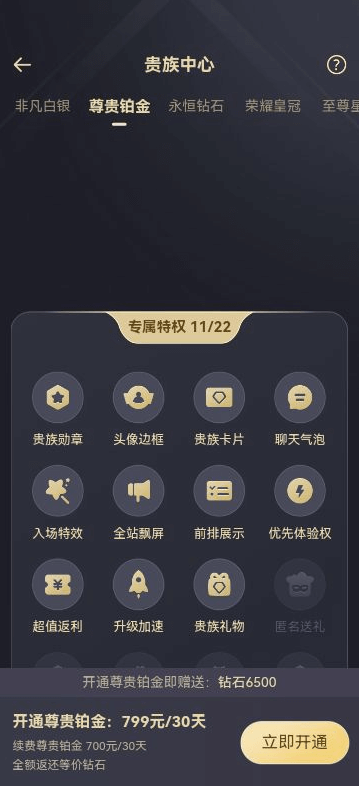 贵族中心
非凡白银 尊贵铂金 永恒钻石 荣耀皇冠 至尊星
专属特权 11/22
贵族勋章 头像边框 贵族卡片 聊天气泡
入场特效 全站飘屏 前排展示 优先体验权
超值返利 升级加速 贵族礼物 匿名送礼
开通尊贵铂金即赠送：钻石6500
开通尊贵铂金：799元/30天
续费尊贵铂金 700元/30天
全额返还等价钻石
立即开通